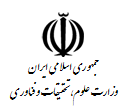 جمهوری اسلامی ایران
وزارت علوم، تحقیقات و فناوری